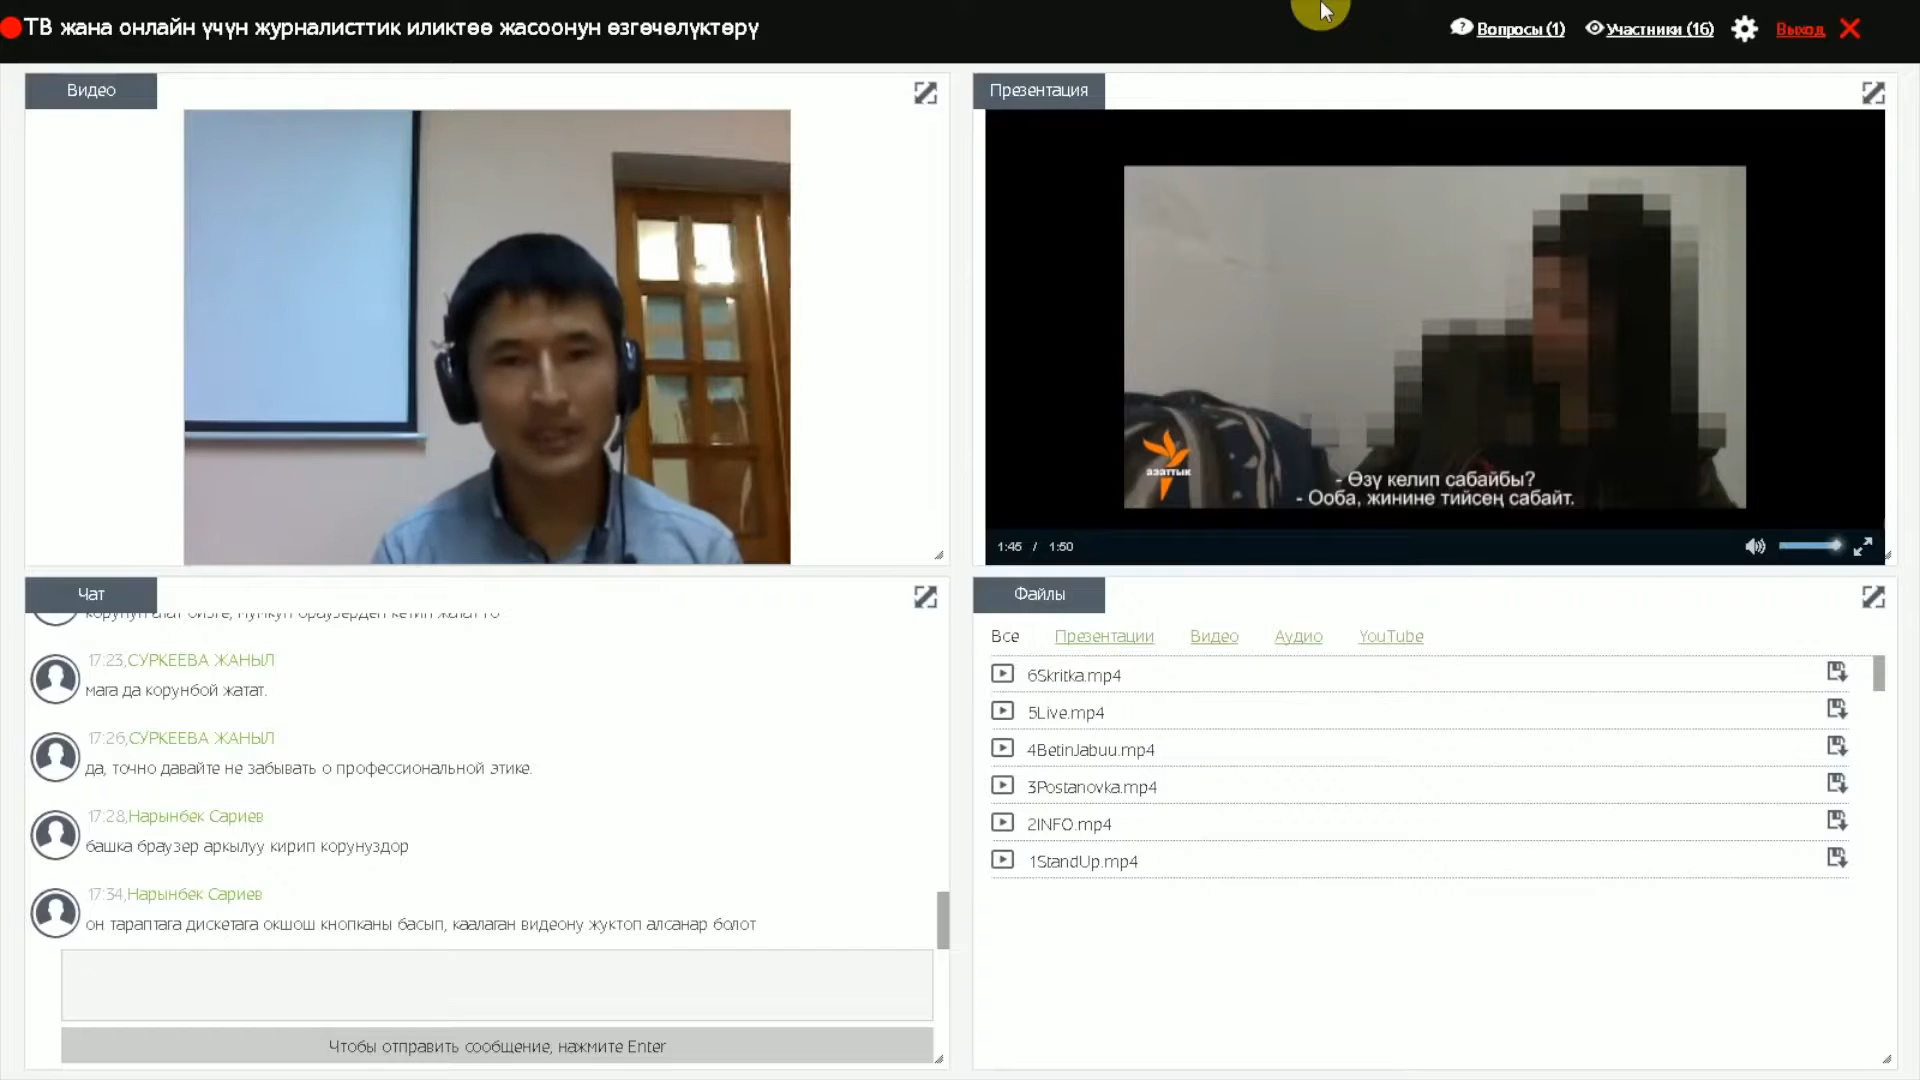 ТВ жана онлайн үчүн журналисттик иликтөө жасоонун өзгөчөлүктөрү
Вопросы (1)
Участники (16)
Выход
Видео
Презентация
азаттык
- Өзү келип сабайбы?
- Ооба, жинине тийсең сабайт.
1:45 / 1:50
Чат
17:23,СУРКЕЕВА ЖАНЫЛ
мага да корунбой жатат.
17:26,СУРКЕЕВА ЖАНЫЛ
да, точно давайте не забывать о профессиональной этике.
17:28,Нарынбек Сариев
башка браузер аркылуу кирип корунуздор
17:34,Нарынбек Сариев
он тараптага дискетага окшош кнопканы басып, каалаган видеону жуктоп алсанар болот
Чтобы отправить сообщение, нажмите Enter
Файлы
Все Презентации Видео Аудио YouTube
6Skritka.mp4
5Live.mp4
4BetinJabuu.mp4
3Postanovka.mp4
2INFO.mp4
1StandUp.mp4